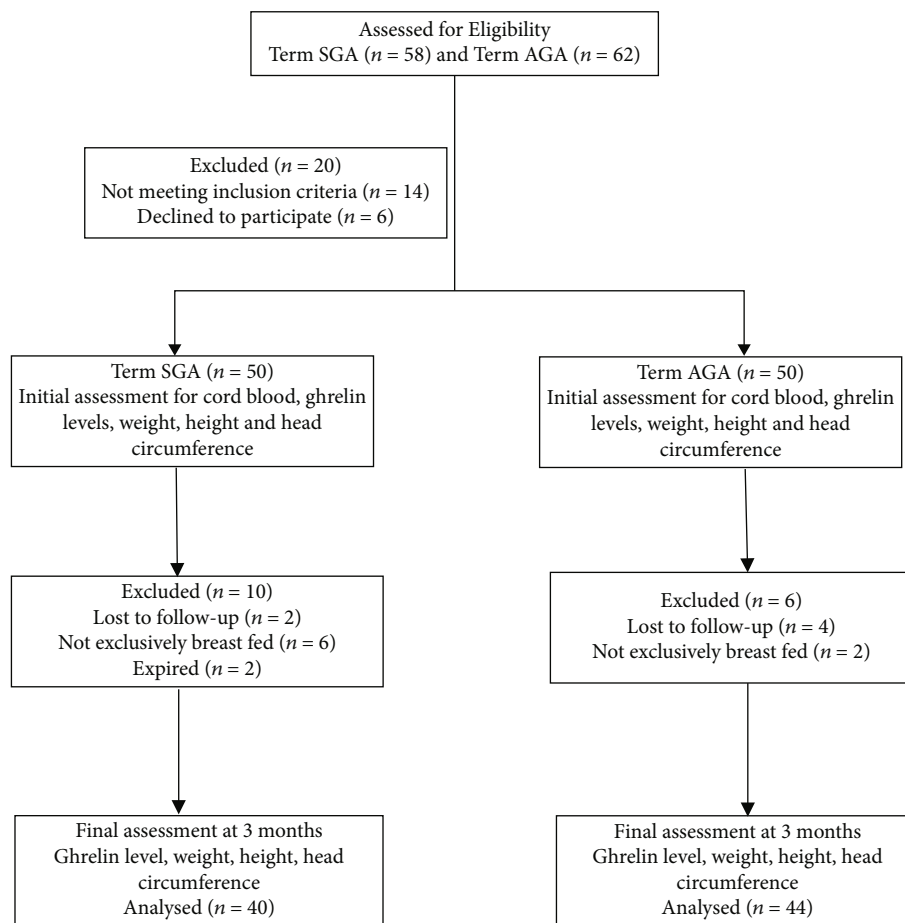 Assessed for Eligibility
Term SGA (n = 58) and Term AGA (n = 62)
Excluded (n = 20)
Not meeting inclusion criteria (n = 14)
Declined to participate (n = 6)
Term SGA (n = 50)
Initial assessment for cord blood, ghrelin
levels, weight, height and head
circumference
Term AGA (n = 50)
Initial assessment for cord blood, ghrelin
levels, weight, height and head
circumference
Excluded (n = 10)
Lost to follow-up (n = 2)
Not exclusively breast fed (n = 6)
Expired (n = 2)
Excluded (n = 6)
Lost to follow-up (n = 4)
Not exclusively breast fed (n = 2)
Final assessment at 3 months
Ghrelin level, weight, height, head
circumference
Analysed (n = 40)
Final assessment at 3 months
Ghrelin level, weight, height, head
circumference
Analysed (n = 44)